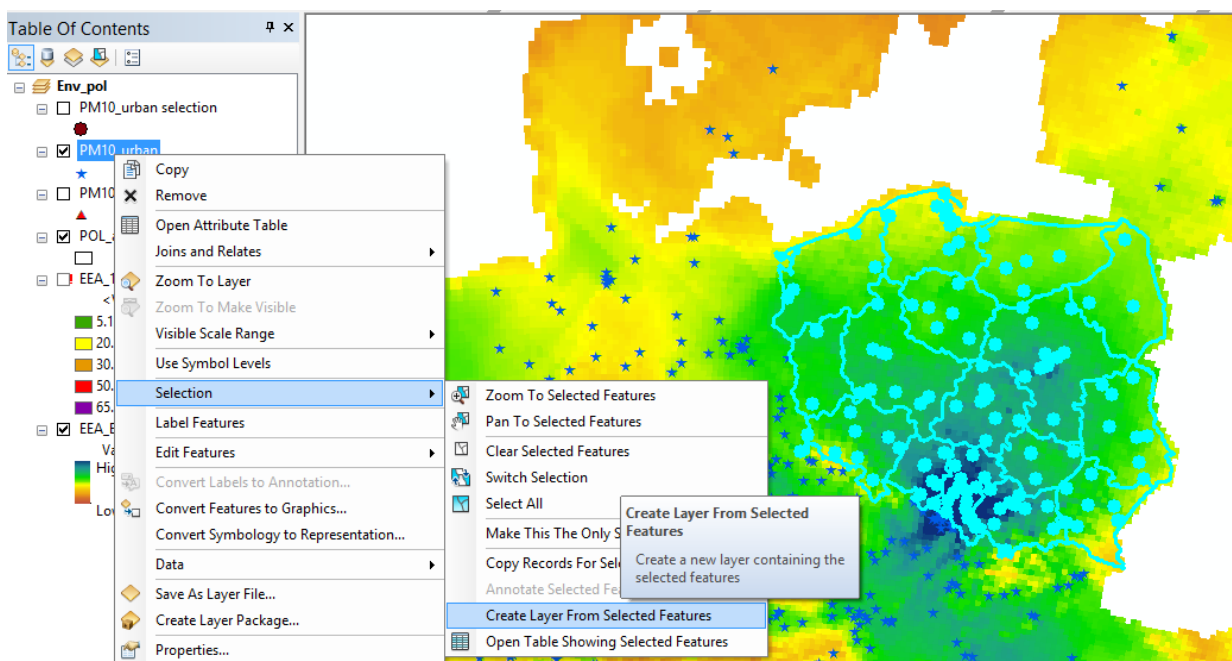 Table Of Contents
Env_pol
PM10_urban selection
PM10_urban
PM10
POL_
EEA_1
<V
5.1
20.
30.
50.
65.
EEA_
Va
Hig
Lo
Copy
Remove
Open Attribute Table
Joins and Relates
Zoom To Layer
Zoom To Make Visible
Visible Scale Range
Use Symbol Levels
Selection
Label Features
Edit Features
Convert Labels to Annotation...
Convert Features to Graphics...
Convert Symbology to Representation...
Data
Save As Layer File...
Create Layer Package...
Properties...
Zoom To Selected Features
Pan To Selected Features
Clear Selected Features
Switch Selection
Select All
Make This The Only S
Copy Records For Sel
Annotate Selected Fe
Create Layer From Selected Features
Open Table Showing Selected Features
Create Layer From Selected
Features
Create a new layer containing the
selected features